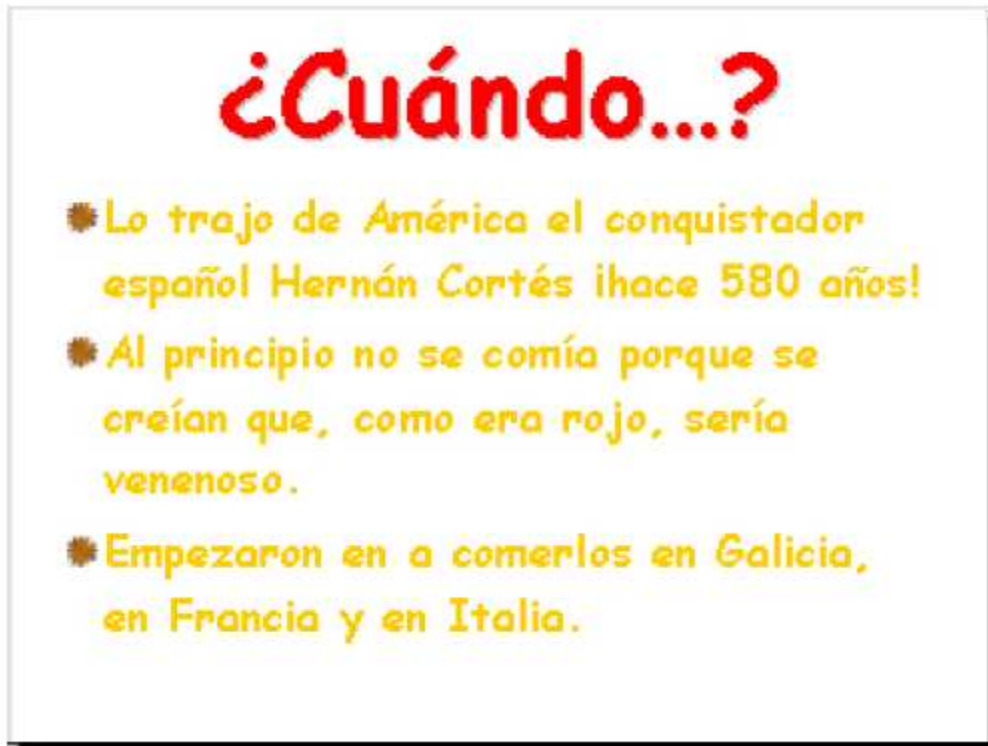 ¿Cuándo...?
Lo trajo de América el conquistador
español Hernán Cortés ¡hace 580 años!
Al principio no se comía porque se
creían que, como era rojo, sería
venenoso.
Empezaron en a comerlos en Galicia,
en Francia y en Italia.